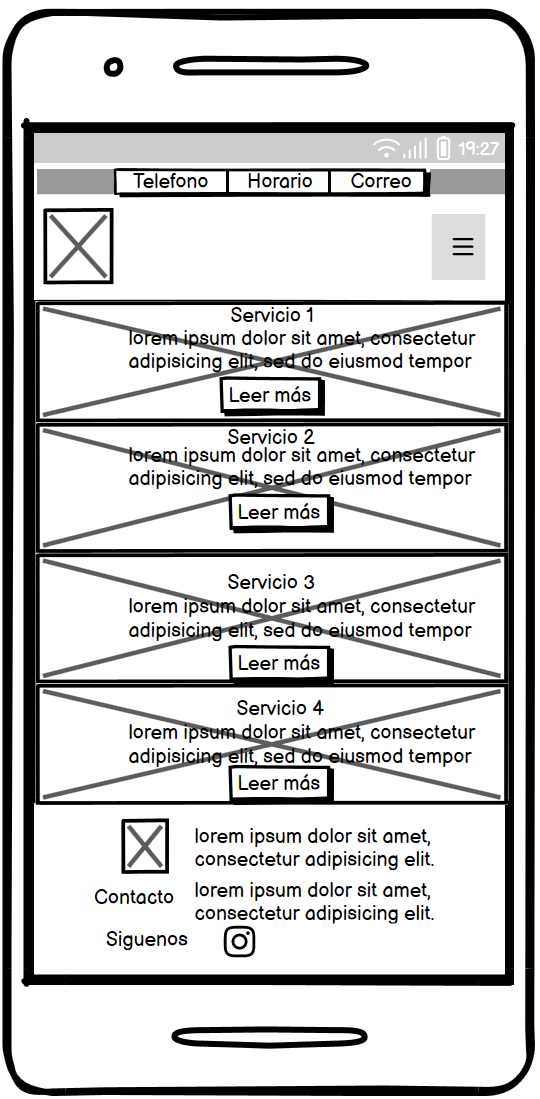 19:27
Telefono Horario Correo
Servicio 1
lorem ipsum dolor sit amet, consectetur
adipisicing elit, sed do eiusmod tempor
Leer más
Servicio 2
lorem ipsum dolor sit amet, consectetur
adipisicing elit, sed do eiusmod tempor
Leer más
Servicio 3
lorem ipsum dolor sit amet, consectetur
adipisicing elit, sed do eiusmod tempor
Leer más
Servicio 4
lorem ipsum dolor sit amet, consectetur
adipisicing elit, sed do eiusmod tempor
Leer más
lorem ipsum dolor sit amet,
consectetur adipisicing elit.
Contacto
lorem ipsum dolor sit amet,
consectetur adipisicing elit.
Siguenos